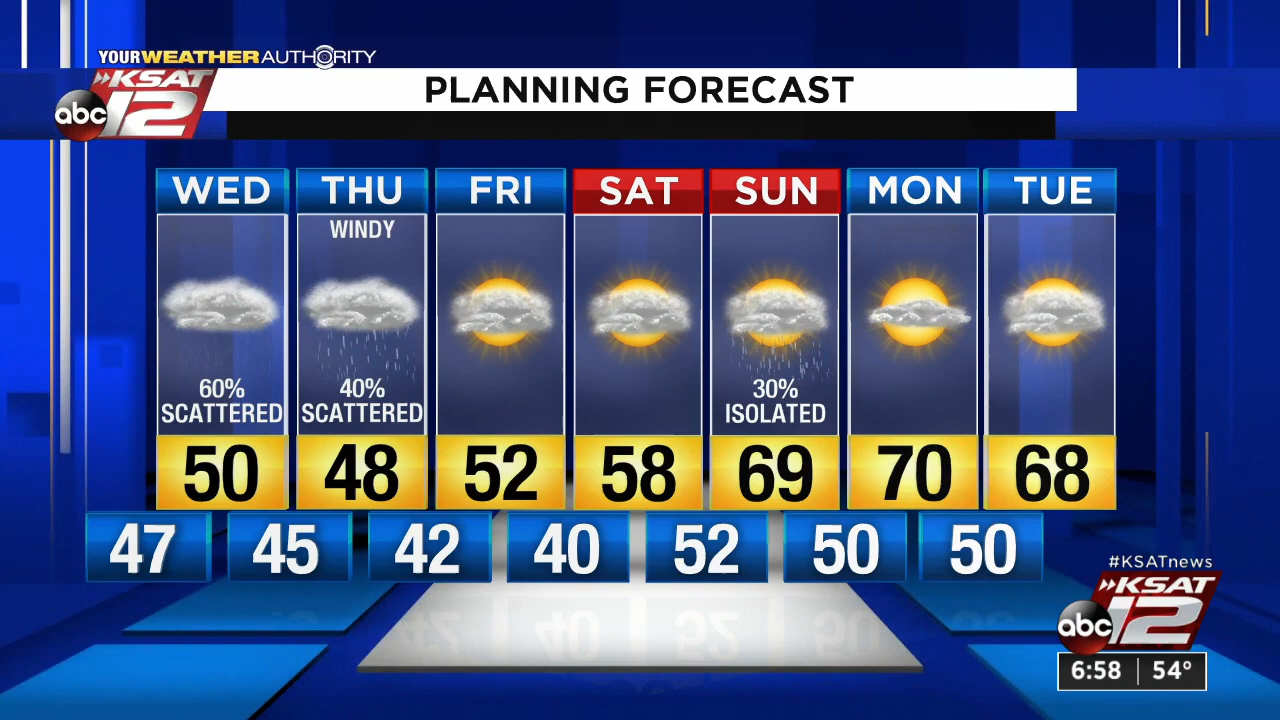 YOURWEATHERAUTHORITY
KSAT
abc 12
PLANNING FORECAST
WED THU FRI SAT SUN MON TUE
WINDY
60% 40% 30%
SCATTERED SCATTERED ISOLATED
50 48 52 58 69 70 68
47 45 42 40 52 50 50
#KSATnews
KSAT
abc 12
6:58 54°